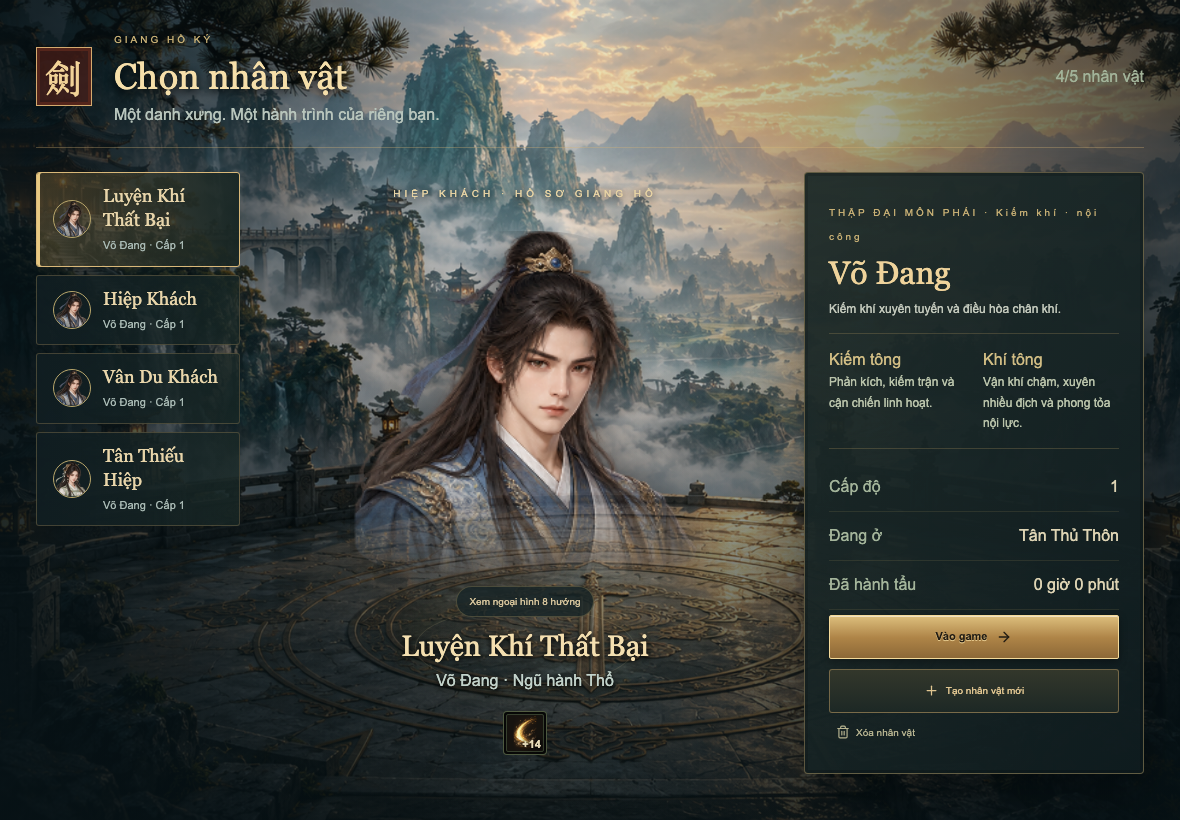 劍
GIANG HỒ KÝ
Chọn nhân vật
Một danh xưng. Một hành trình của riêng bạn.
4/5 nhân vật
Luyện Khí
Thất Bại
Võ Đang · Cấp 1
Hiệp Khách
Võ Đang · Cấp 1
Vân Du Khách
Võ Đang · Cấp 1
Tân Thiếu
Hiệp
Võ Đang · Cấp 1
HIỆP KHÁCH · HỒ SƠ GIANG HỒ
Xem ngoại hình 8 hướng
Luyện Khí Thất Bại
Võ Đang · Ngũ hành Thổ
+14
THẬP ĐẠI MÔN PHÁI · Kiếm khí · nội
công
Võ Đang
Kiếm khí xuyên tuyến và điều hòa chân khí.
Kiếm tông
Phản kích, kiếm trận và
cận chiến linh hoạt.
Khí tông
Vận khí chậm, xuyên
nhiều địch và phong tỏa
nội lực.
Cấp độ 1
Đang ở Tân Thủ Thôn
Đã hành tẩu 0 giờ 0 phút
Vào game →
+ Tạo nhân vật mới
Xóa nhân vật